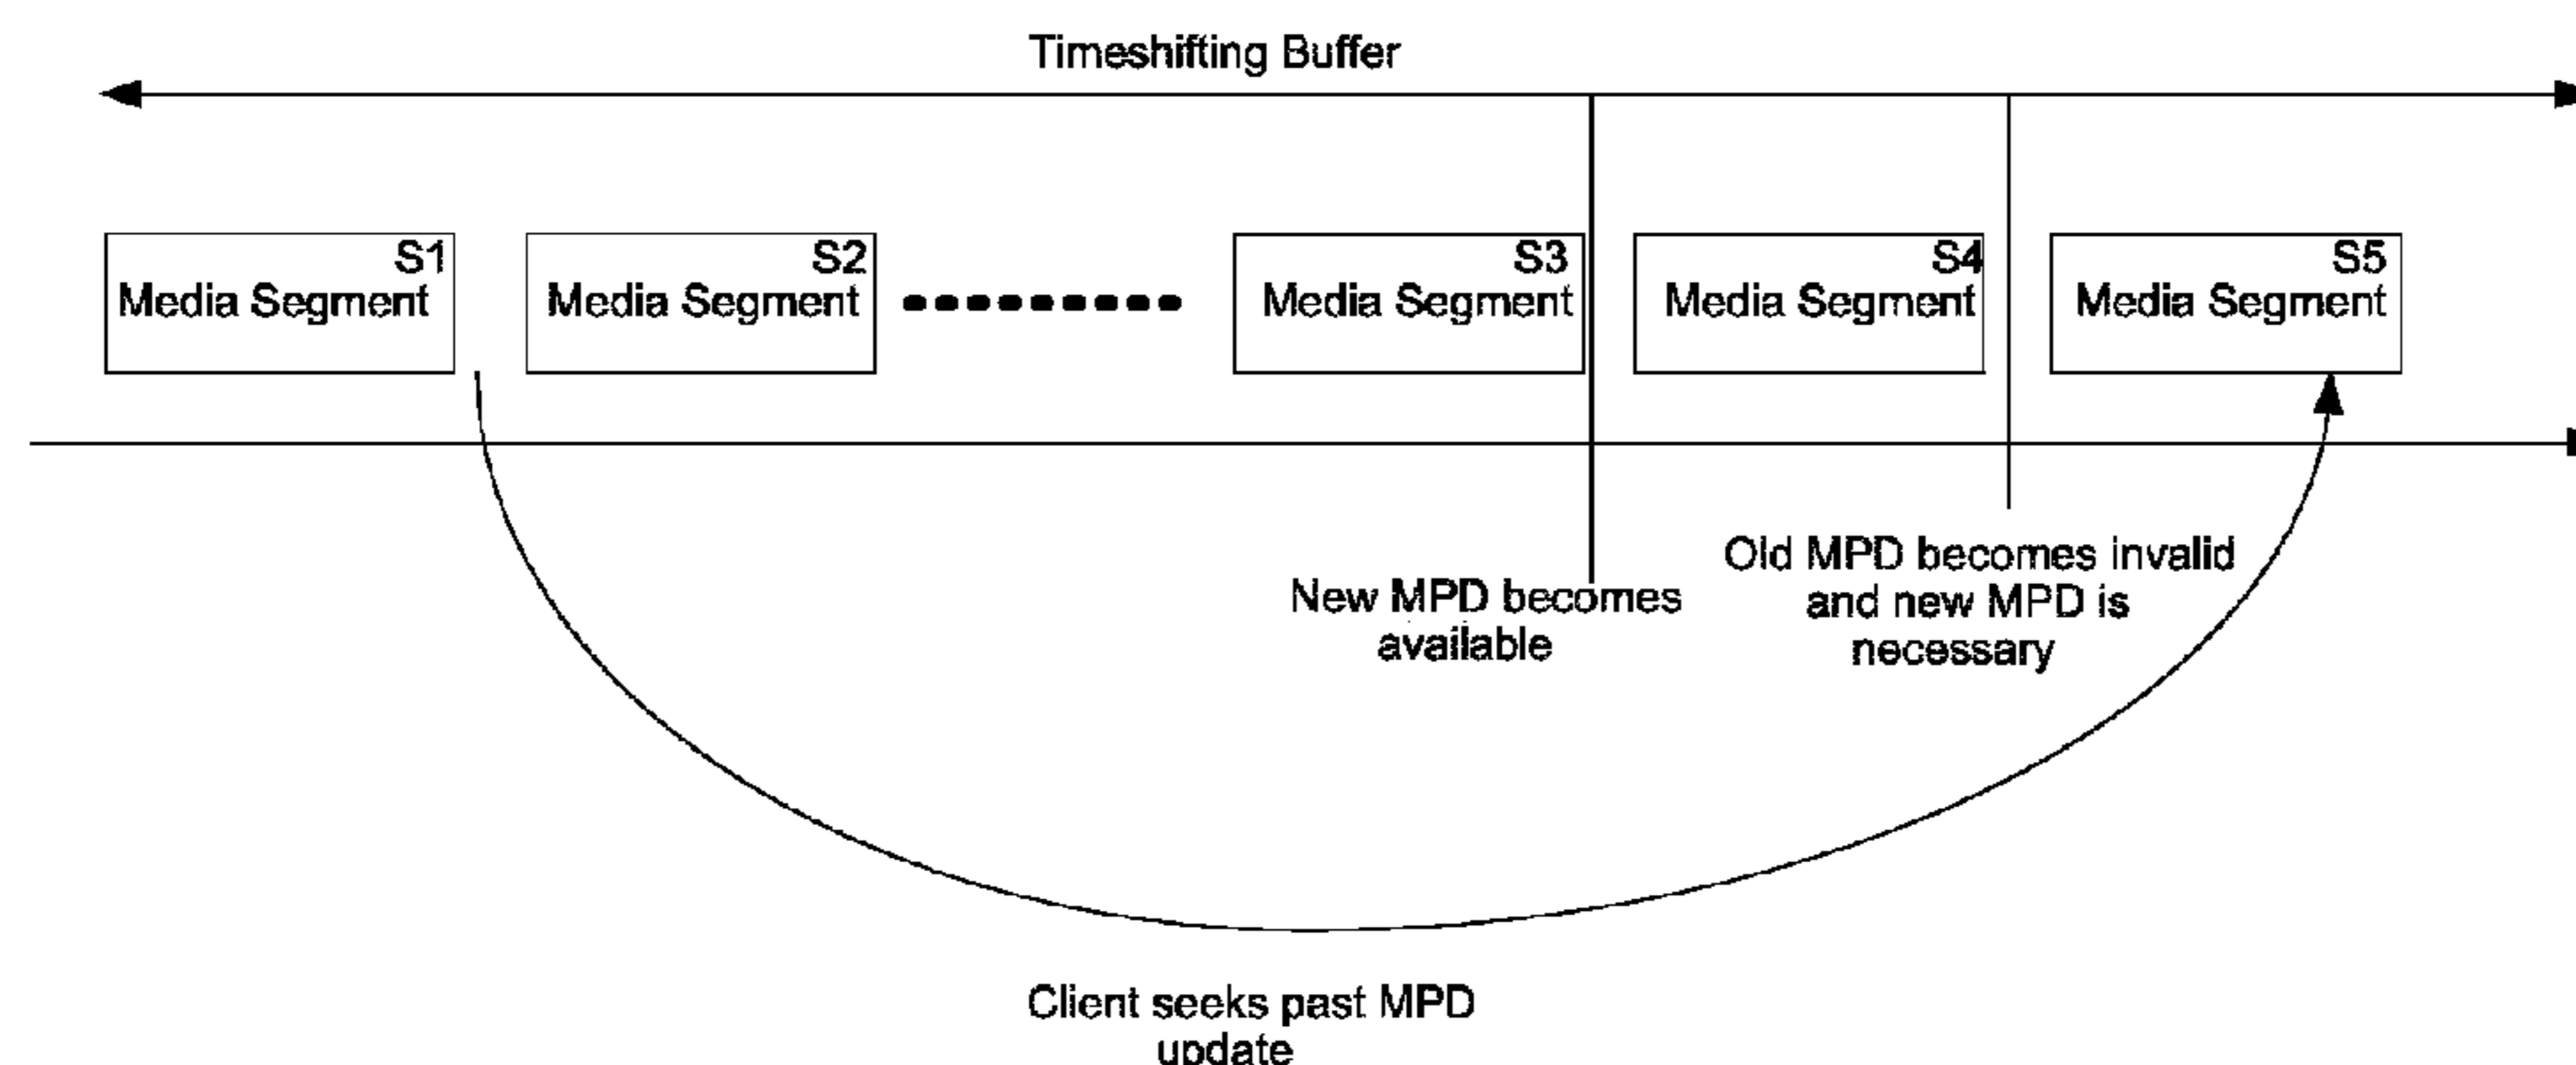 Timeshifting Buffer
S1
Media Segment
S2
Media Segment
S3
Media Segment
S4
Media Segment
S5
Media Segment
New MPD becomes
available
Old MPD becomes invalid
and new MPD is
necessary
Client seeks past MPD
update